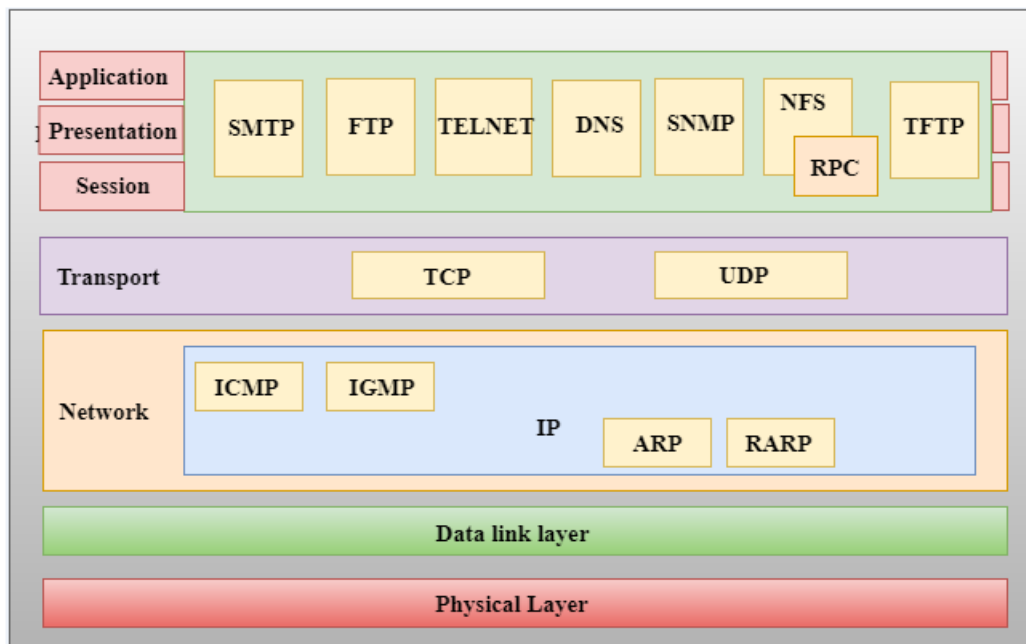 Application
Presentation
Session
SMTP
FTP
TELNET
DNS
SNMP
NFS
RPC
TFTP
Transport
TCP
UDP
Network
ICMP
IGMP
IP
ARP
RARP
Data link layer
Physical Layer